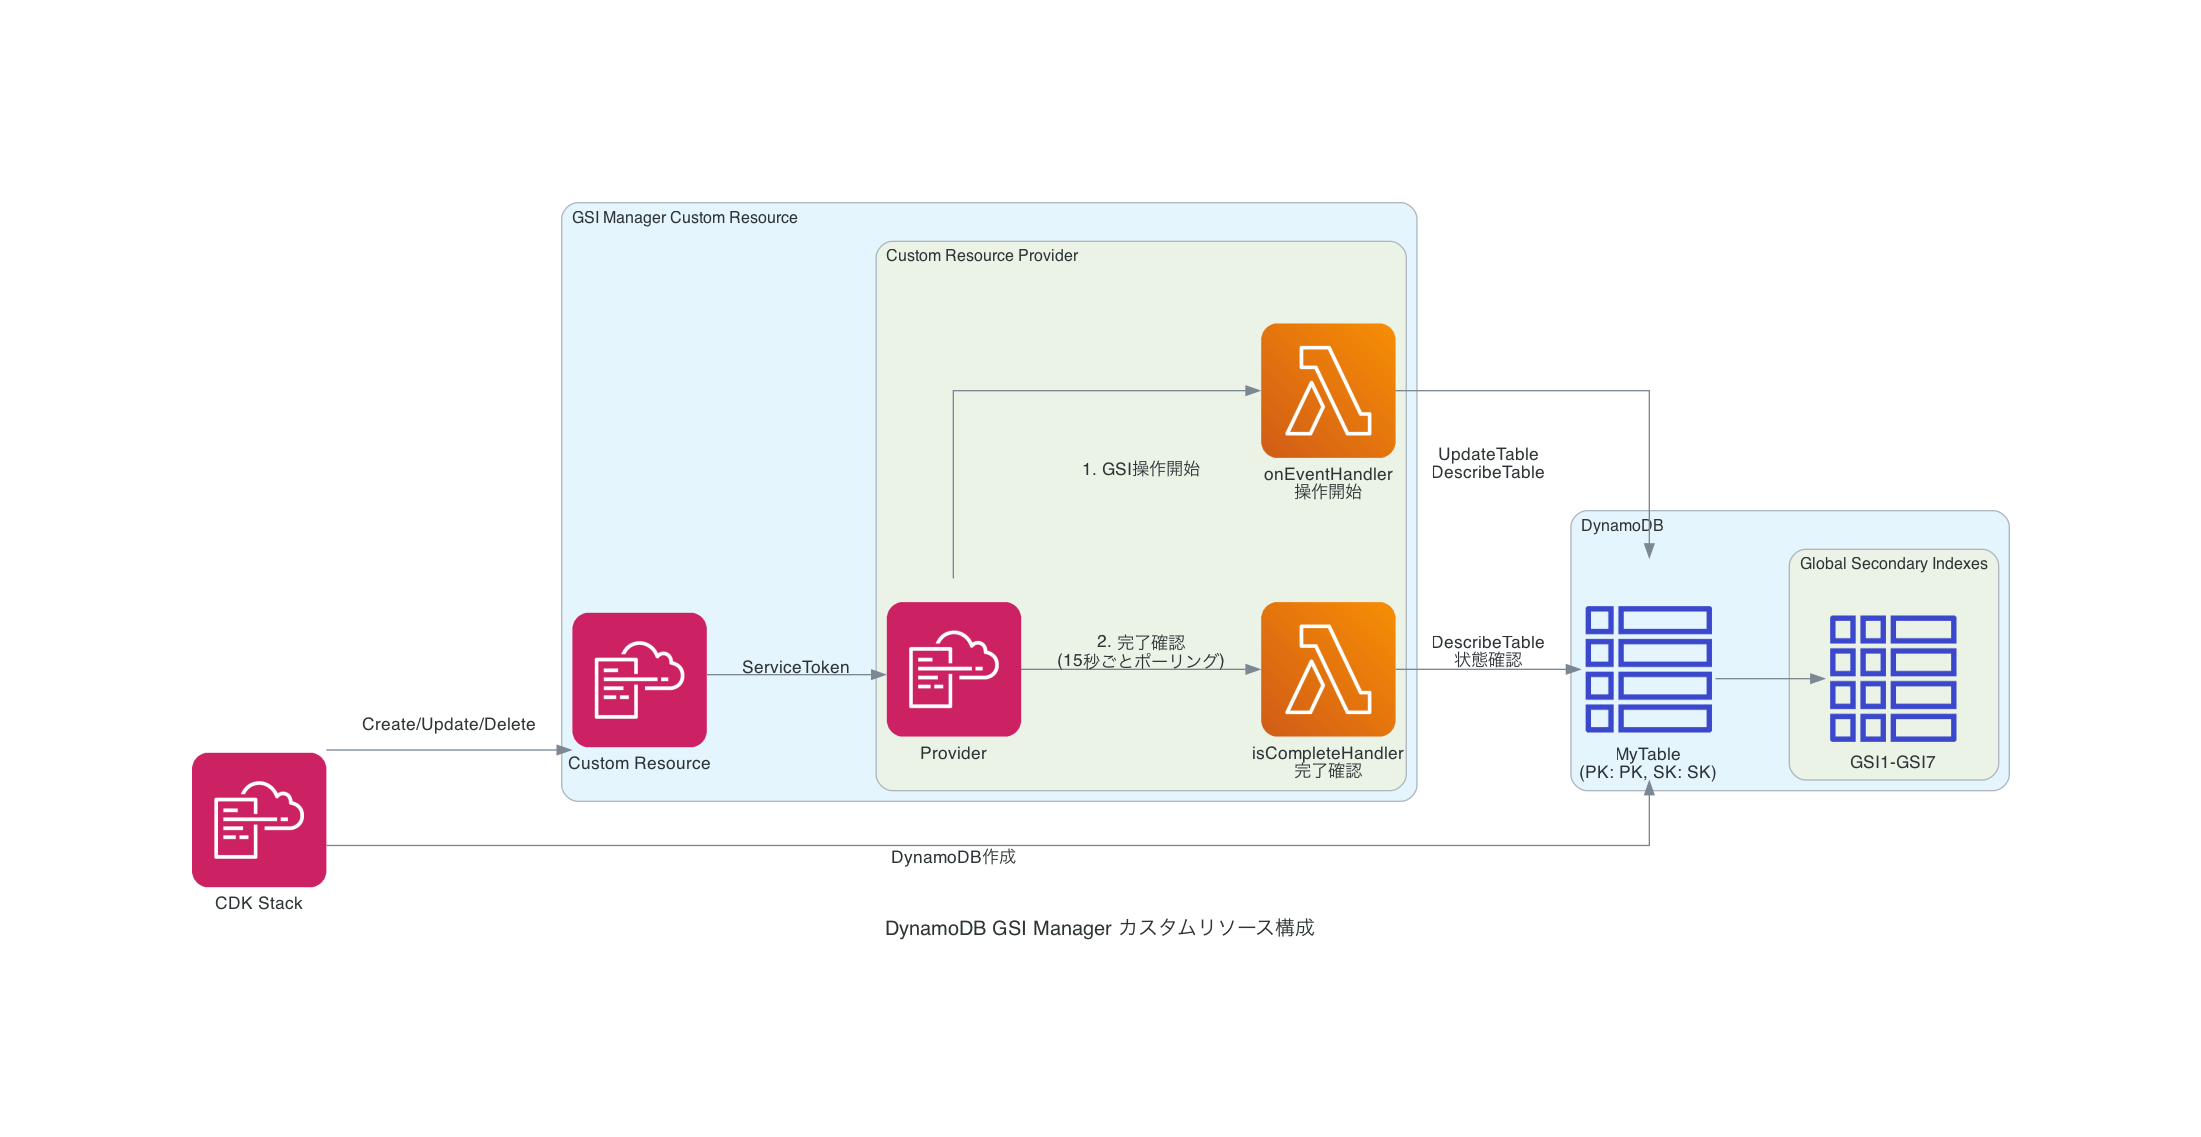 GSI Manager Custom Resource
Custom Resource Provider
1. GSI操作開始
onEventHandler
操作開始
UpdateTable
DescribeTable
DynamoDB
Global Secondary Indexes
Create/Update/Delete
CDK Stack
Custom Resource
ServiceToken
Provider
2. 完了確認
(15秒ごとポーリング)
isCompleteHandler
完了確認
DescribeTable
状態確認
MyTable
(PK: PK, SK: SK)
GSI1-GSI7
DynamoDB作成
DynamoDB GSI Manager カスタムリソース構成